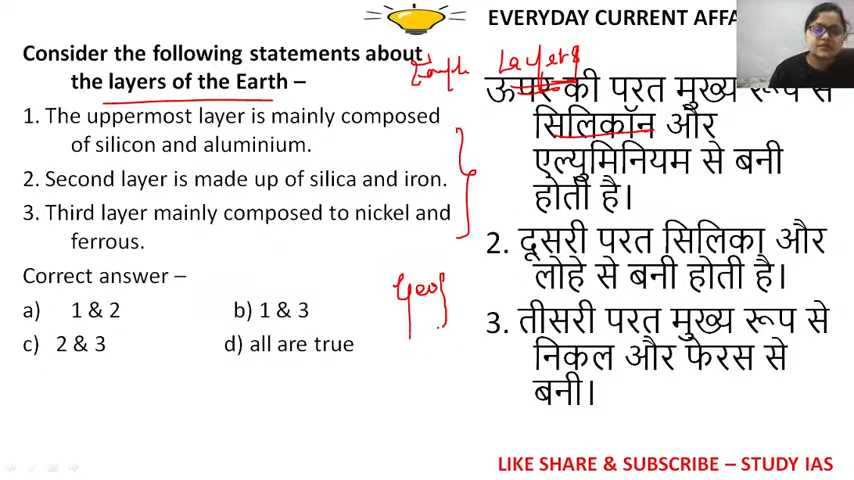 EVERYDAY CURRENT AFFA
Consider the following statements about
the layers of the Earth –
1. The uppermost layer is mainly composed
of silicon and aluminium.
2. Second layer is made up of silica and iron.
3. Third layer mainly composed to nickel and
ferrous.
Correct answer –
a) 1 & 2 b) 1 & 3
c) 2 & 3 d) all are true
Earth Layers
Geog
ऊपर की परत मुख्य रूप से
सिलिकॉन और
एल्युमिनियम से बनी
होती है।
2. दूसरी परत सिलिका और
लोहे से बनी होती है।
3. तीसरी परत मुख्य रूप से
निकल और फेरस से
बनी।
LIKE SHARE & SUBSCRIBE – STUDY IAS